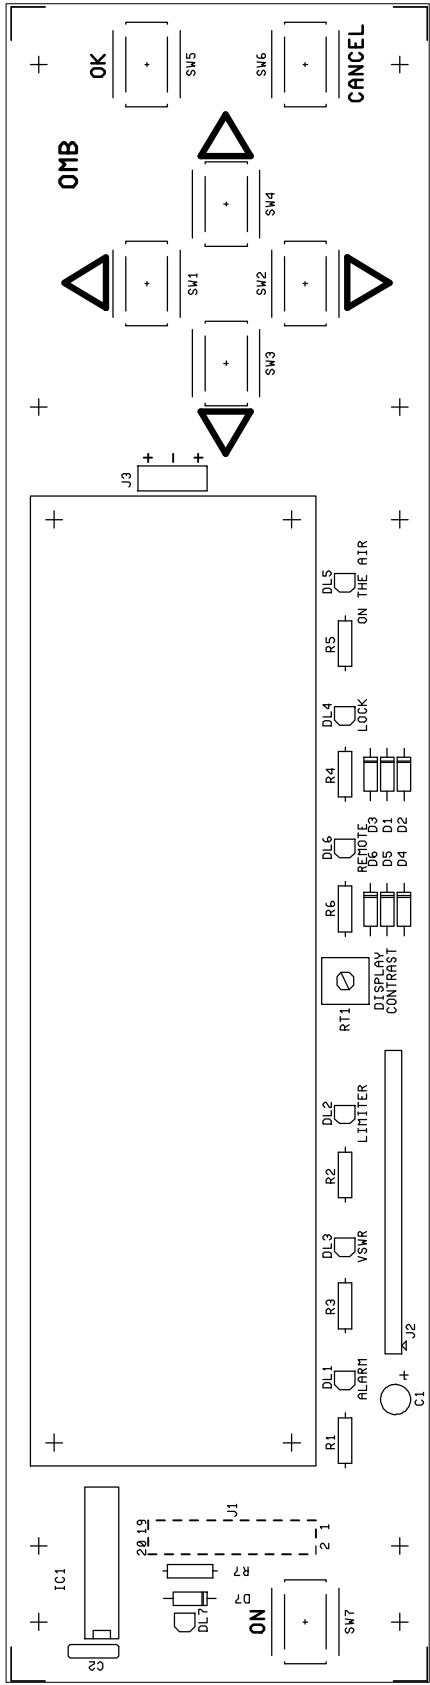 OK
SW5
SW6
CANCEL
OMB
SW4
SW1
SW2
SW3
J3
+ - +
DL5
ON THE AIR
R5
DL4
LOCK
R4
D3
D1
D2
DL6
REMOTE
D6
D5
D4
R6
DISPLAY
CONTRAST
RT1
DL2
LIMITER
R2
DL3
VSWR
R3
J2
DL1
ALARM
+
C1
R1
J1
20 19
2 1
IC1
R7
D7
DL7
ON
SW7
C2